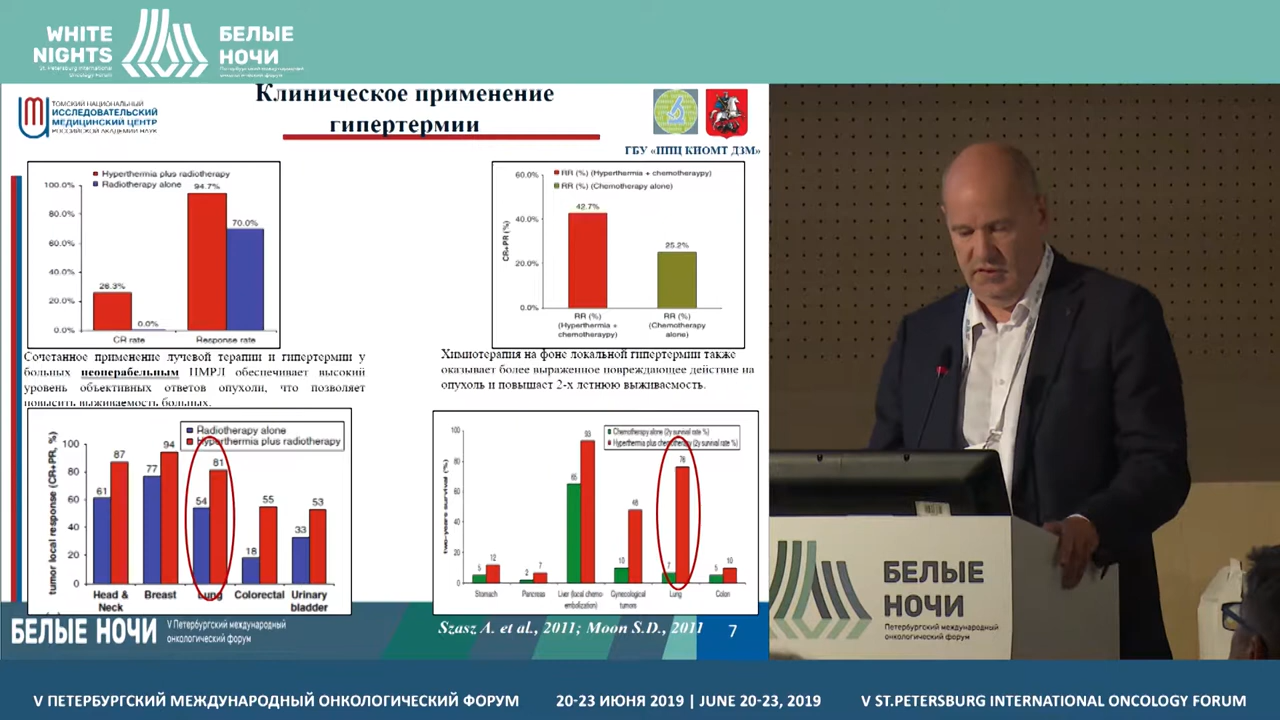 WHITE
NIGHTS
St. Petersburg International
Oncology Forum
БЕЛЫЕ
НОЧИ
Петербургский международный
онкологический форум
ТОМСКИЙ НАЦИОНАЛЬНЫЙ
ИССЛЕДОВАТЕЛЬСКИЙ
МЕДИЦИНСКИЙ ЦЕНТР
РОССИЙСКОЙ АКАДЕМИИ НАУК
Клиническое применение
гипертермии
ГБУ «НПЦ КИОМТ ДЗМ»
Hyperthermia plus radiotherapy
Radiotherapy alone
100.0%
80.0%
60.0%
40.0%
20.0%
0.0%
26.3%
0.0%
94.7%
70.0%
CR rate
Response rate
RR (%) (Hyperthermia + chemotheraypy)
RR (%) (Chemotherapy alone)
CR+PR (%)
60.0%
40.0%
20.0%
0.0%
42.7%
25.2%
RR (%)
(Hyperthermia +
chemotheraypy)
RR (%)
(Chemotherapy
alone)
Сочетанное применение лучевой терапии и гипертермии у
больных неоперабельным НМРЛ обеспечивает высокий
уровень объективных ответов опухоли, что позволяет
повысить выживаемость больных.
Химиотерапия на фоне локальной гипертермии также
оказывает более выраженное повреждающее действие на
опухоль и повышает 2-х летнюю выживаемость.
tumor local response (CR+PR, %)
Radiotherapy alone
Hyperthermia plus radiotherapy
100
80
60
40
20
0
61
87
77
94
54
81
18
55
33
53
Head &
Neck
Breast
Lung
Colorectal
Urinary
bladder
two-years survival (%)
Chemotherapy alone (2y survival rate %)
Hyperthermia plus chemotherapy (2y survival rate %)
100
80
60
40
20
0
5
12
2
7
65
93
10
48
7
76
5
10
Stomach
Pancreas
Liver (local chemo-
embolization)
Gynecological
tumors
Lung
Colon
Szasz A. et al., 2011; Moon S.D., 2011
7
БЕЛЫЕ НОЧИ
V Петербургский международный
онкологический форум
БЕЛЫЕ
НОЧИ
Петербургский международный
онкологический форум
V ПЕТЕРБУРГСКИЙ МЕЖДУНАРОДНЫЙ ОНКОЛОГИЧЕСКИЙ ФОРУМ
20-23 ИЮНЯ 2019 | JUNE 20-23, 2019
V ST.PETERSBURG INTERNATIONAL ONCOLOGY FORUM